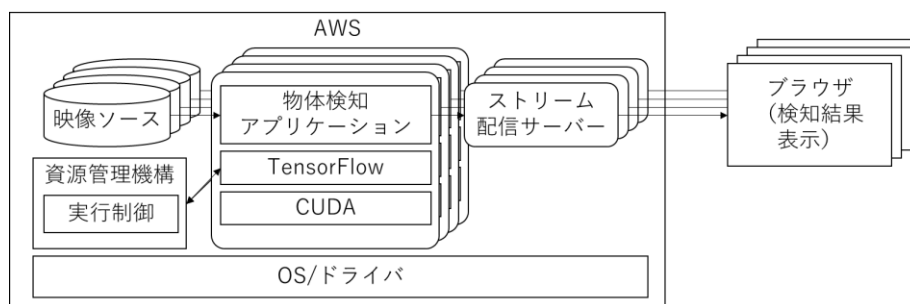 AWS
映像ソース
物体検知
アプリケーション
ストリーム
配信サーバー
ブラウザ
（検知結果
表示）
資源管理機構
実行制御
TensorFlow
CUDA
OS/ドライバ